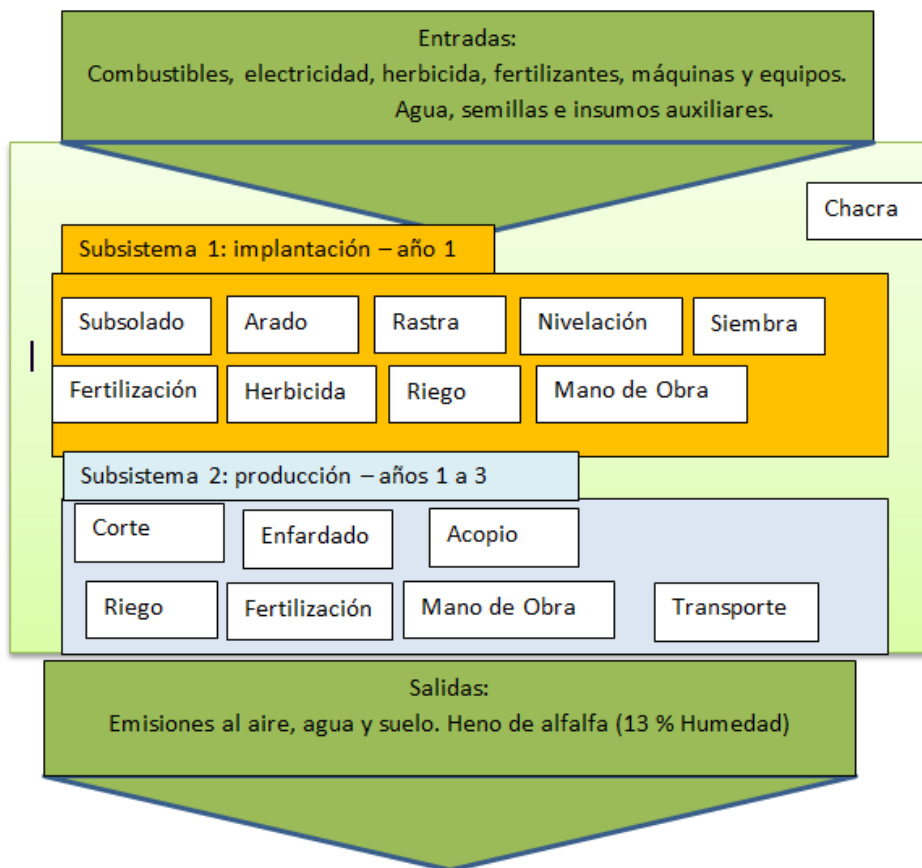 Entradas:
Combustibles, electricidad, herbicida, fertilizantes, máquinas y equipos.
Agua, semillas e insumos auxiliares.
Chacra
Subsistema 1: implantación – año 1
Subsolado
Arado
Rastra
Nivelación
Siembra
Fertilización
Herbicida
Riego
Mano de Obra
Subsistema 2: producción – años 1 a 3
Corte
Enfardado
Acopio
Riego
Fertilización
Mano de Obra
Transporte
Salidas:
Emisiones al aire, agua y suelo. Heno de alfalfa (13 % Humedad)